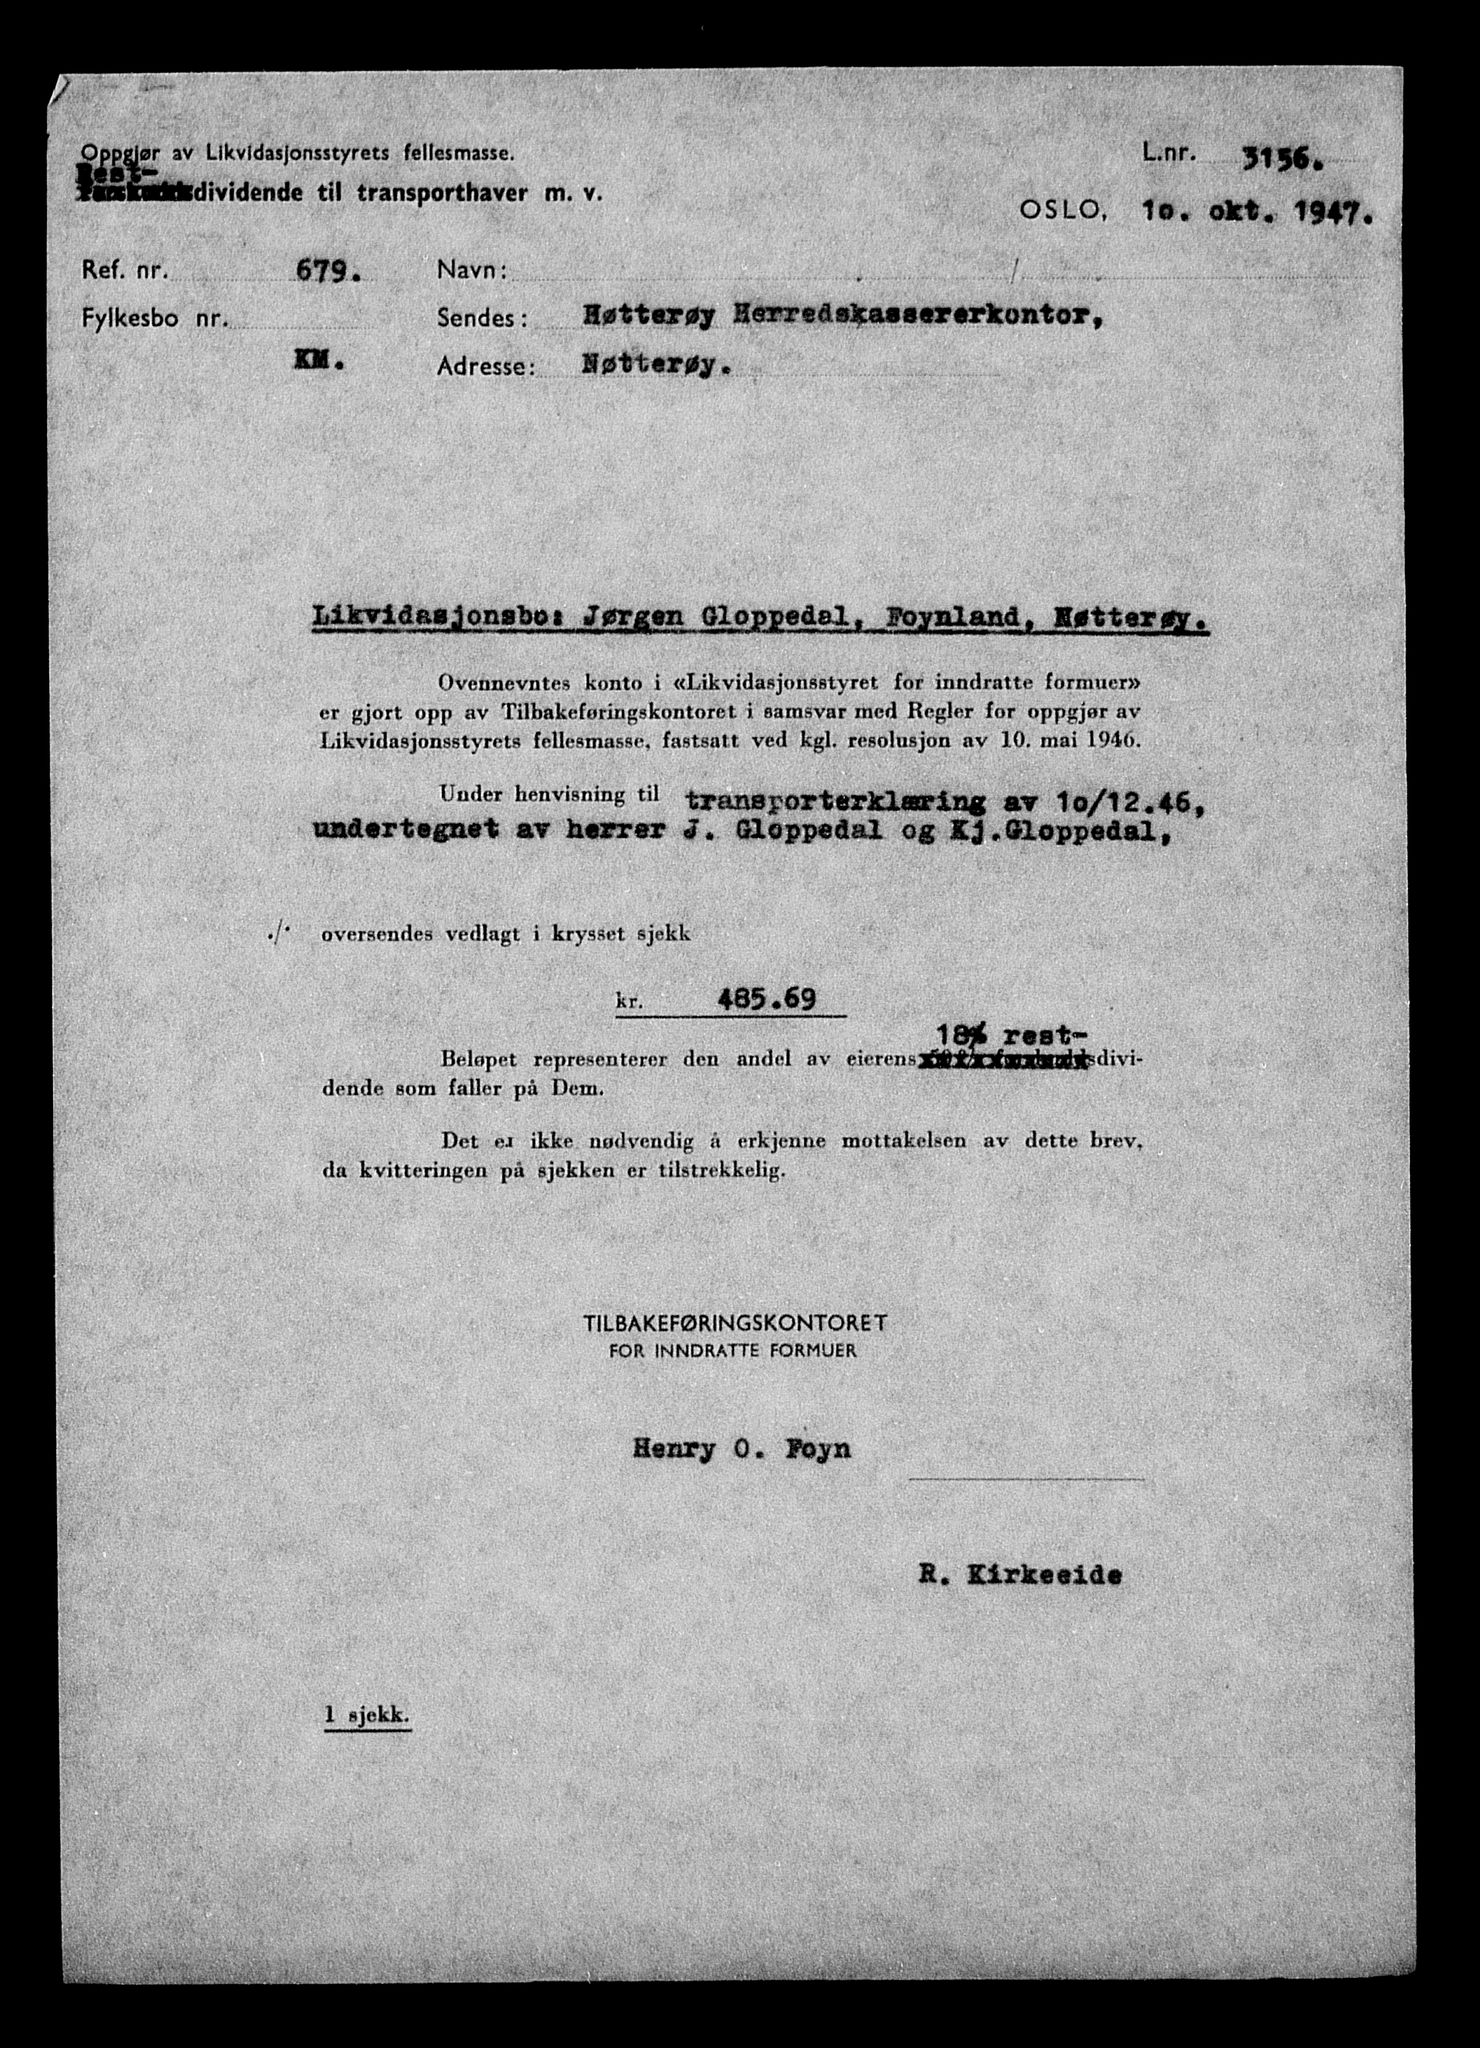 Oppgjør av Likvidasjonsstyrets fellesmasse.
Rest-
dividende til transporthaver m. v.
L.nr. 3156.
OSLO, 10. okt. 1947.
Ref. nr. 679.
Navn: /
Fylkesbo nr.
Sendes: Nøtterøy Herredskassererkontor,
KM.
Adresse: Nøtterøy.
Likvidasjonsbo: Jørgen Gloppedal, Foynland, Nøtterøy.
Ovennevntes konto i «Likvidasjonsstyret for inndratte formuer»
er gjort opp av Tilbakeføringskontoret i samsvar med Regler for oppgjør av
Likvidasjonsstyrets fellesmasse, fastsatt ved kgl. resolusjon av 10. mai 1946.
Under henvisning til transporterklæring av 10/12.46,
undertegnet av herrer J. Gloppedal og Kj.Gloppedal,
./. oversendes vedlagt i krysset sjekk
kr. 485.69
18% rest-
Beløpet representerer den andel av eierens sdivi-
dende som faller på Dem.
Det er ikke nødvendig å erkjenne mottakelsen av dette brev,
da kvitteringen på sjekken er tilstrekkelig.
TILBAKEFØRINGSKONTORET
FOR INNDRATTE FORMUER
Henry O. Foyn
R. Kirkeeide
1 sjekk.